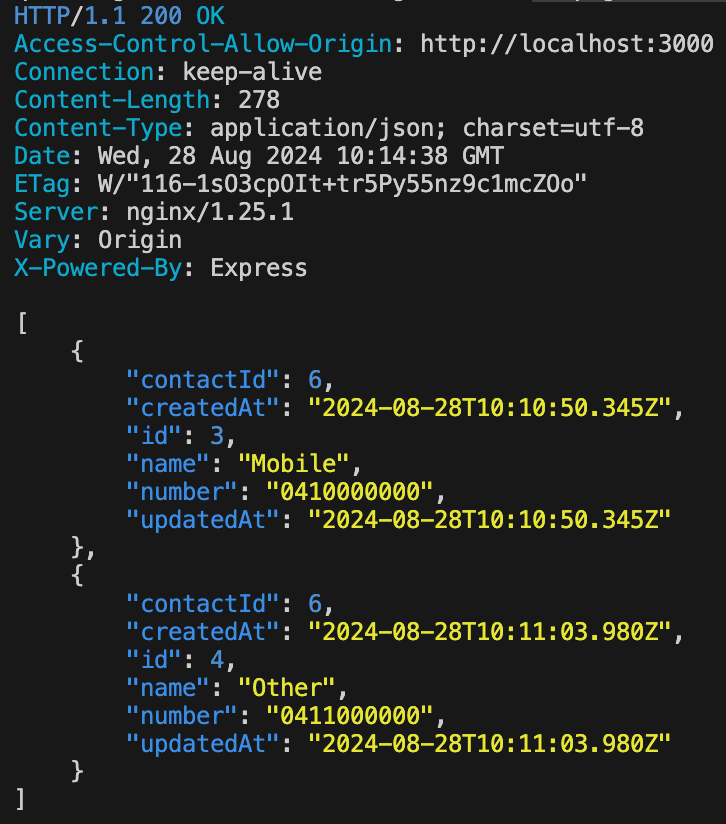 HTTP/1.1 200 OK
Access-Control-Allow-Origin: http://localhost:3000
Connection: keep-alive
Content-Length: 278
Content-Type: application/json; charset=utf-8
Date: Wed, 28 Aug 2024 10:14:38 GMT
ETag: W/"116-1sO3cpOIt+tr5Py55nz9c1mcZOo"
Server: nginx/1.25.1
Vary: Origin
X-Powered-By: Express

[
    {
        "contactId": 6,
        "createdAt": "2024-08-28T10:10:50.345Z",
        "id": 3,
        "name": "Mobile",
        "number": "0410000000",
        "updatedAt": "2024-08-28T10:10:50.345Z"
    },
    {
        "contactId": 6,
        "createdAt": "2024-08-28T10:11:03.980Z",
        "id": 4,
        "name": "Other",
        "number": "0411000000",
        "updatedAt": "2024-08-28T10:11:03.980Z"
    }
]